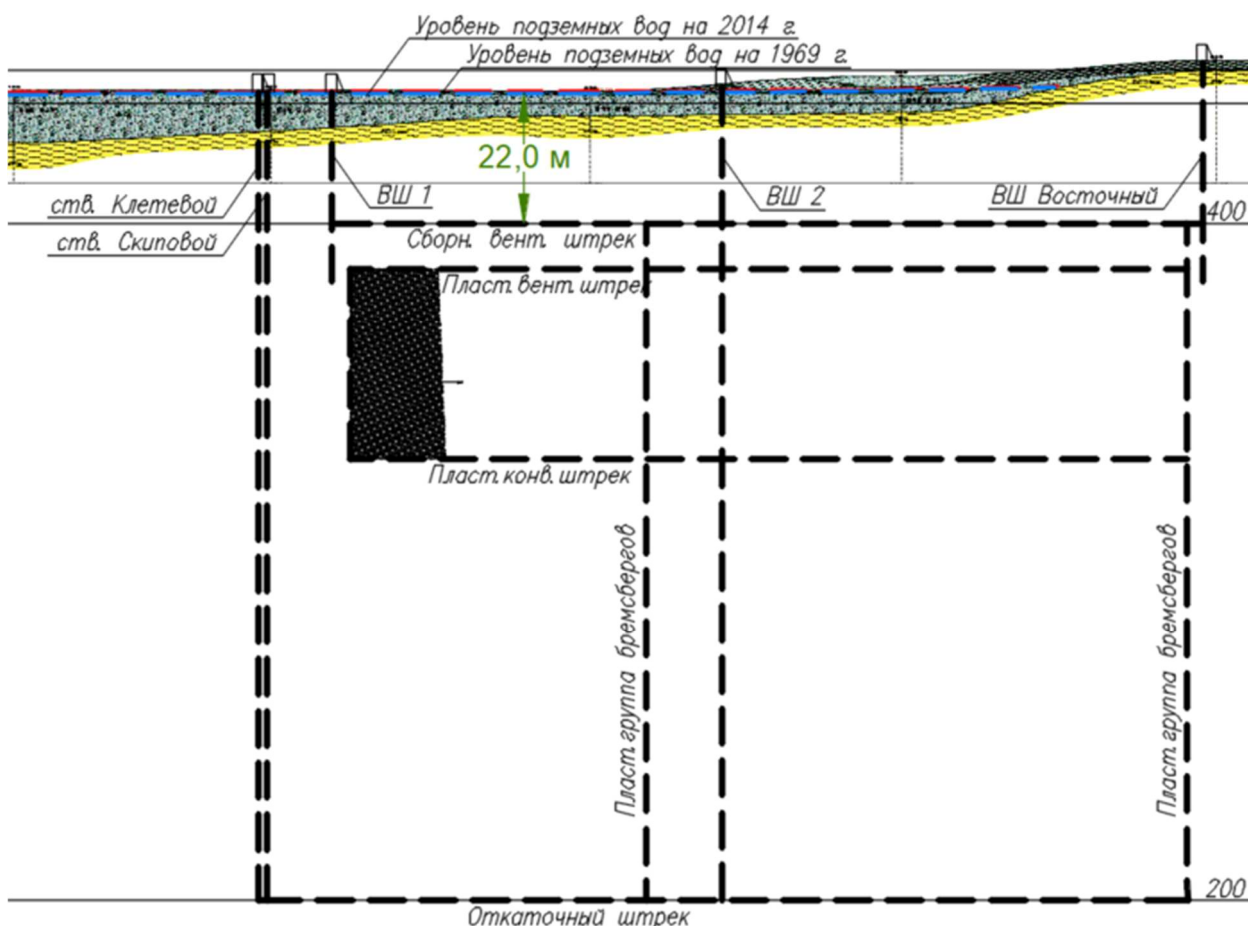 Уровень подземных вод на 2014 г.
Уровень подземных вод на 1969 г.
22,0 м
ств. Клетевой
ВШ 1
ВШ 2
ВШ Восточный
400
ств. Скиповой
Сборн. вент. штрек
Пласт. вент. штрек
Пласт. конв. штрек
Пласт. группа бремсбергов
Пласт. группа бремсбергов
200
Откаточный штрек